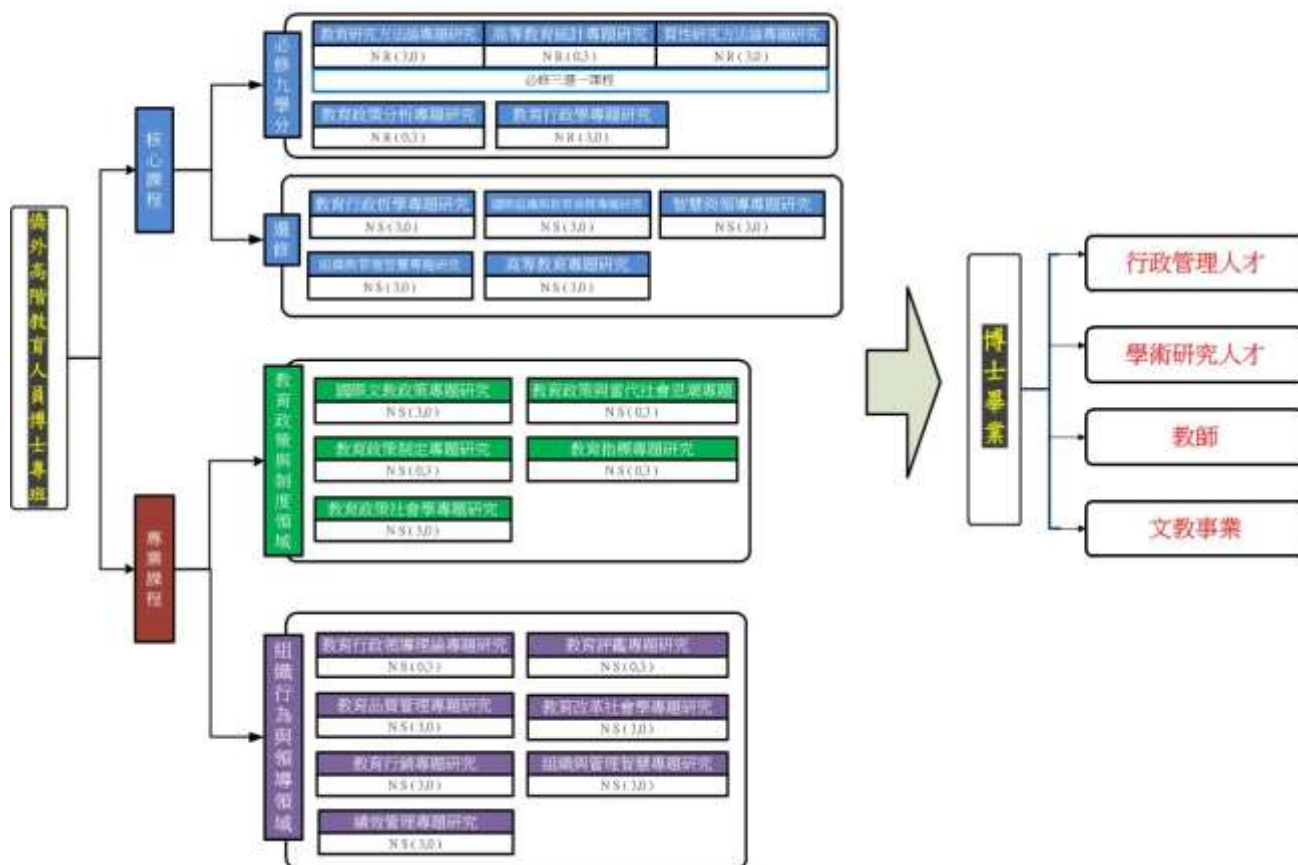 僑外高階教育人員博士專班
核心課程
必修九學分
教育研究方法論專題研究
NR(3,0)
高等教育統計專題研究
NR(0,3)
質性研究方法論專題研究
NR(3,0)
必修三選一課程
教育政策分析專題研究
NR(0,3)
教育行政學專題研究
NR(3,0)
選修
教育行政哲學專題研究
NS(3,0)
NS(3,0)
智慧與領導專題研究
NS(3,0)
組織與管理智慧專題研究
NS(3,0)
高等教育專題研究
NS(3,0)
專業課程
教育政策與制度領域
國際文教政策專題研究
NS(3,0)
教育政策與當代社會思潮專題
NS(0,3)
教育政策制定專題研究
NS(0,3)
教育指標專題研究
NS(0,3)
教育政策社會學專題研究
NS(0,3)
組織行為與領導領域
教育行政領導理論專題研究
NS(0,3)
教育評鑑專題研究
NS(0,3)
教育品質管理專題研究
NS(3,0)
教育改革社會學專題研究
NS(3,0)
教育行銷專題研究
NS(3,0)
組織與管理智慧專題研究
NS(3,0)
績效管理專題研究
NS(3,0)
博士畢業
行政管理人才
學術研究人才
教師
文教事業